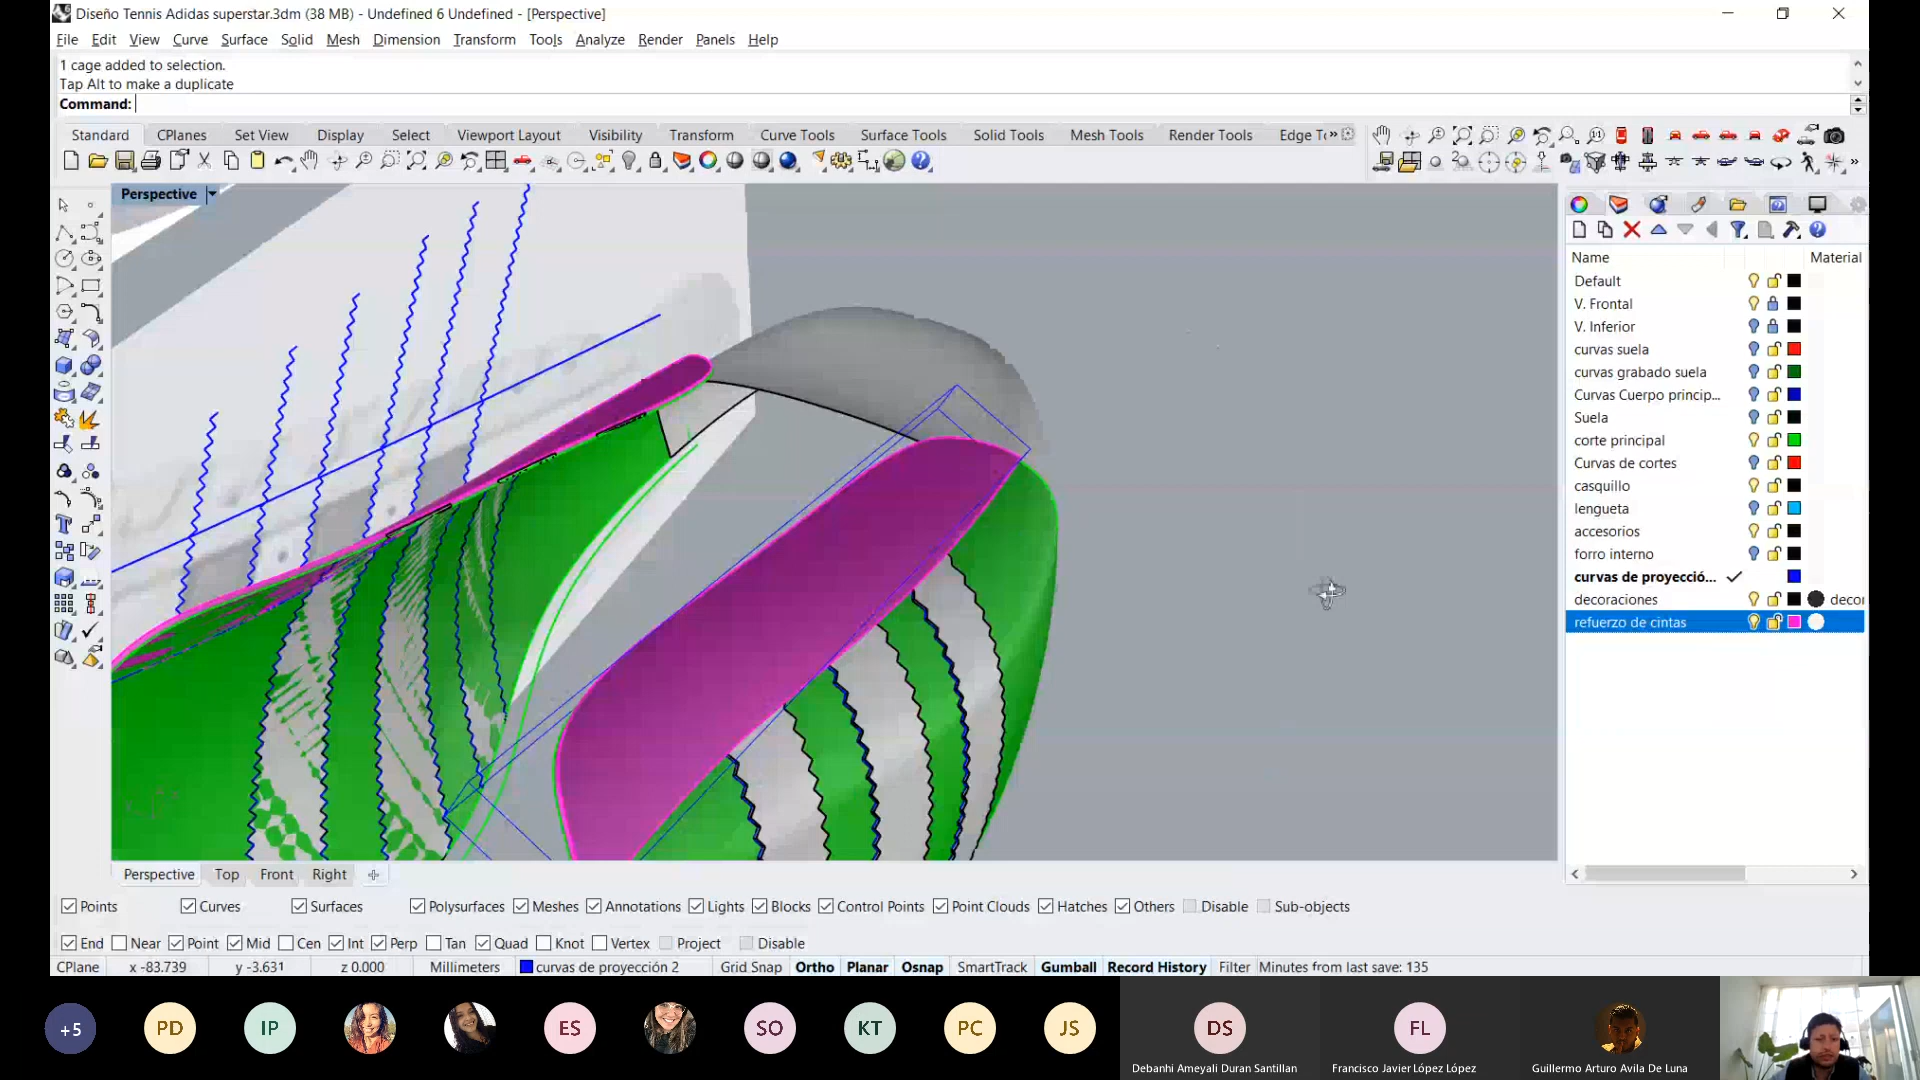 Diseño Tennis Adidas superstar.3dm (38 MB) - Undefined 6 Undefined - [Perspective]
File Edit View Curve Surface Solid Mesh Dimension Transform Tools Analyze Render Panels Help
1 cage added to selection.
Tap Alt to make a duplicate
Command:
Standard CPlanes Set View Display Select Viewport Layout Visibility Transform Curve Tools Surface Tools Solid Tools Mesh Tools Render Tools Edge To »
Perspective
Name Material
Default
V. Frontal
V. Inferior
curvas suela
curvas grabado suela
Curvas Cuerpo princip...
Suela
corte principal
Curvas de cortes
casquillo
lengueta
accesorios
forro interno
curvas de proyecció...
decoraciones decor
refuerzo de cintas
Perspective Top Front Right
Points Curves Surfaces Polysurfaces Meshes Annotations Lights Blocks Control Points Point Clouds Hatches Others Disable Sub-objects
End Near Point Mid Cen Int Perp Tan Quad Knot Vertex Project Disable
CPlane x -83.739 y -3.631 z 0.000 Millimeters curvas de proyección 2 Grid Snap Ortho Planar Osnap SmartTrack Gumball Record History Filter Minutes from last save: 135
+5 PD IP ES SO KT PC JS DS FL
Debanhi Ameyali Duran Santillan Francisco Javier López López Guillermo Arturo Avila De Luna